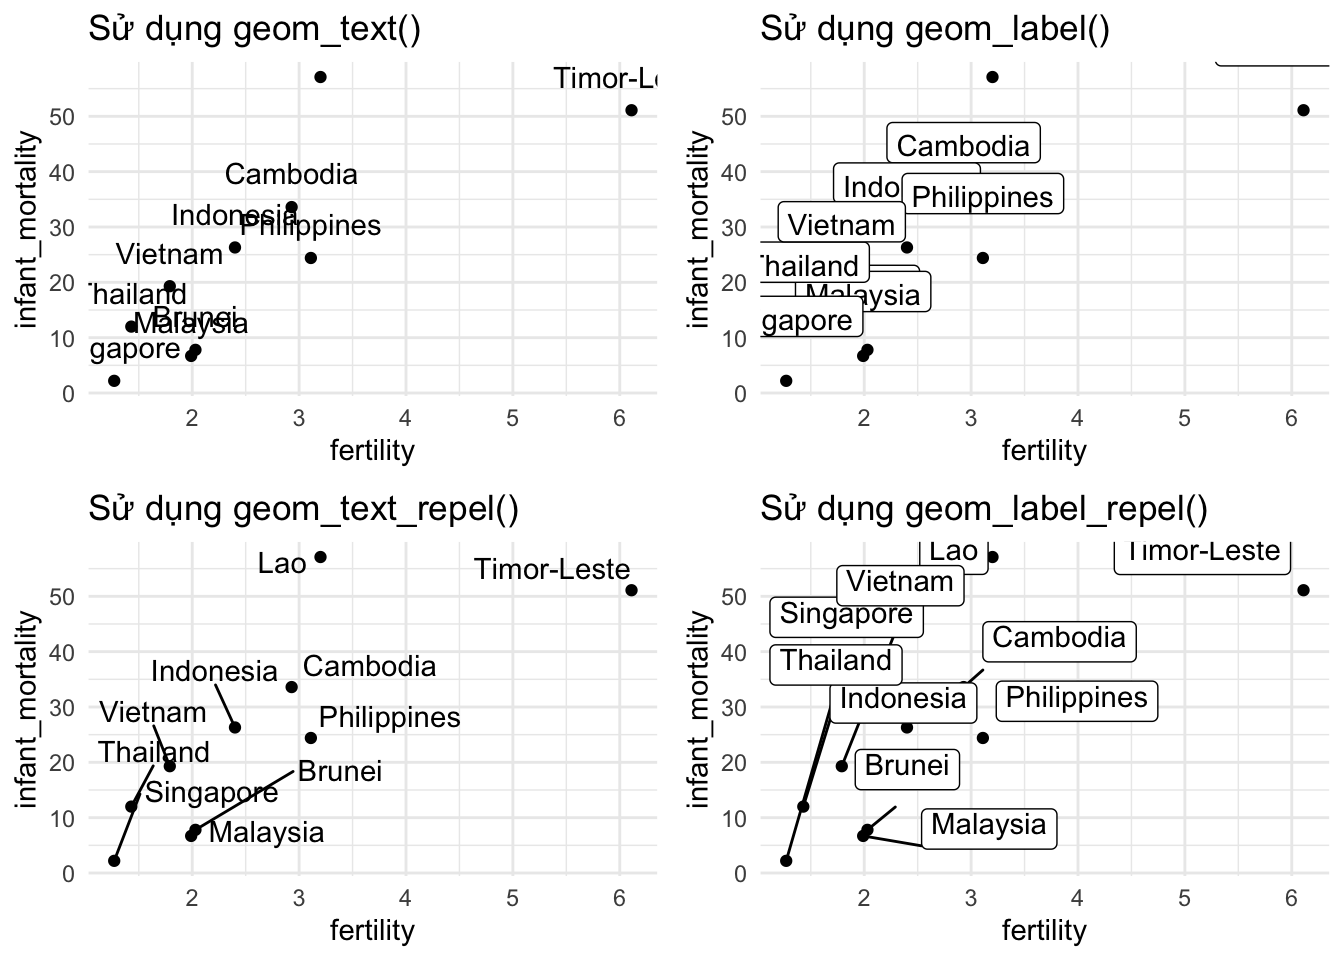 Sử dụng geom_text()
infant_mortality
50
40
30
20
10
0
Timor-Le
Cambodia
Indonesia
Philippines
Vietnam
hailand
Brunei
Malaysia
gapore
2 3 4 5 6
fertility
Sử dụng geom_label()
infant_mortality
50
40
30
20
10
0
Cambodia
Indo
Philippines
Vietnam
hailand
Malaysia
gapore
2 3 4 5 6
fertility
Sử dụng geom_text_repel()
infant_mortality
50
40
30
20
10
0
Lao
Timor-Leste
Indonesia
Cambodia
Vietnam
Philippines
Thailand
Brunei
Singapore
Malaysia
2 3 4 5 6
fertility
Sử dụng geom_label_repel()
infant_mortality
50
40
30
20
10
0
Lao
Timor-Leste
Vietnam
Singapore
Cambodia
Thailand
Indonesia
Philippines
Brunei
Malaysia
2 3 4 5 6
fertility